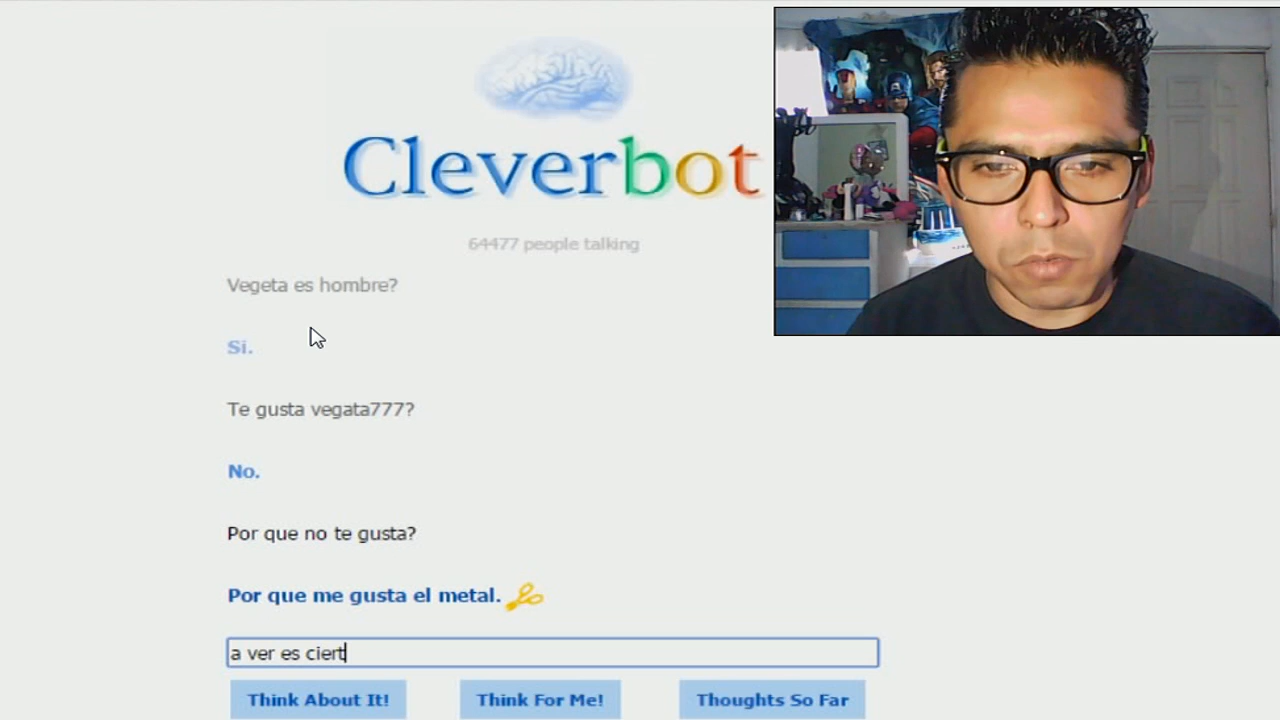 Cleverbot
64477 people talking
Vegeta es hombre?
Si.
Te gusta vegata777?
No.
Por que no te gusta?
Por que me gusta el metal.
a ver es ciert
Think About It!
Think For Me!
Thoughts So Far